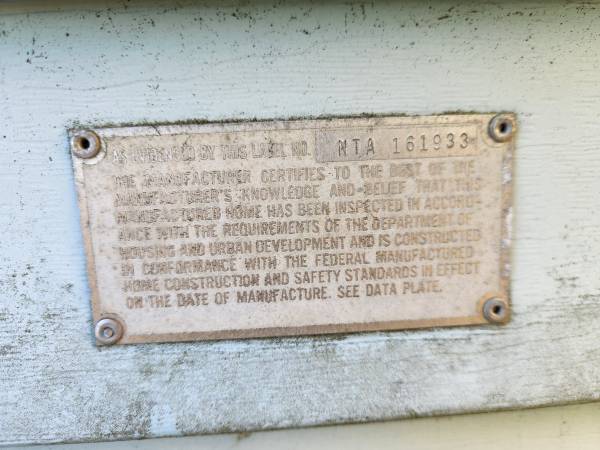 AS EVIDENCED BY THIS LABEL NO. NTA 161933
THE MANUFACTURER CERTIFIES TO THE BEST OF THE
MANUFACTURER'S KNOWLEDGE AND BELIEF THAT THIS
MANUFACTURED HOME HAS BEEN INSPECTED IN ACCORD-
ANCE WITH THE REQUIREMENTS OF THE DEPARTMENT OF
HOUSING AND URBAN DEVELOPMENT AND IS CONSTRUCTED
IN CONFORMANCE WITH THE FEDERAL MANUFACTURED
HOME CONSTRUCTION AND SAFETY STANDARDS IN EFFECT
ON THE DATE OF MANUFACTURE. SEE DATA PLATE.